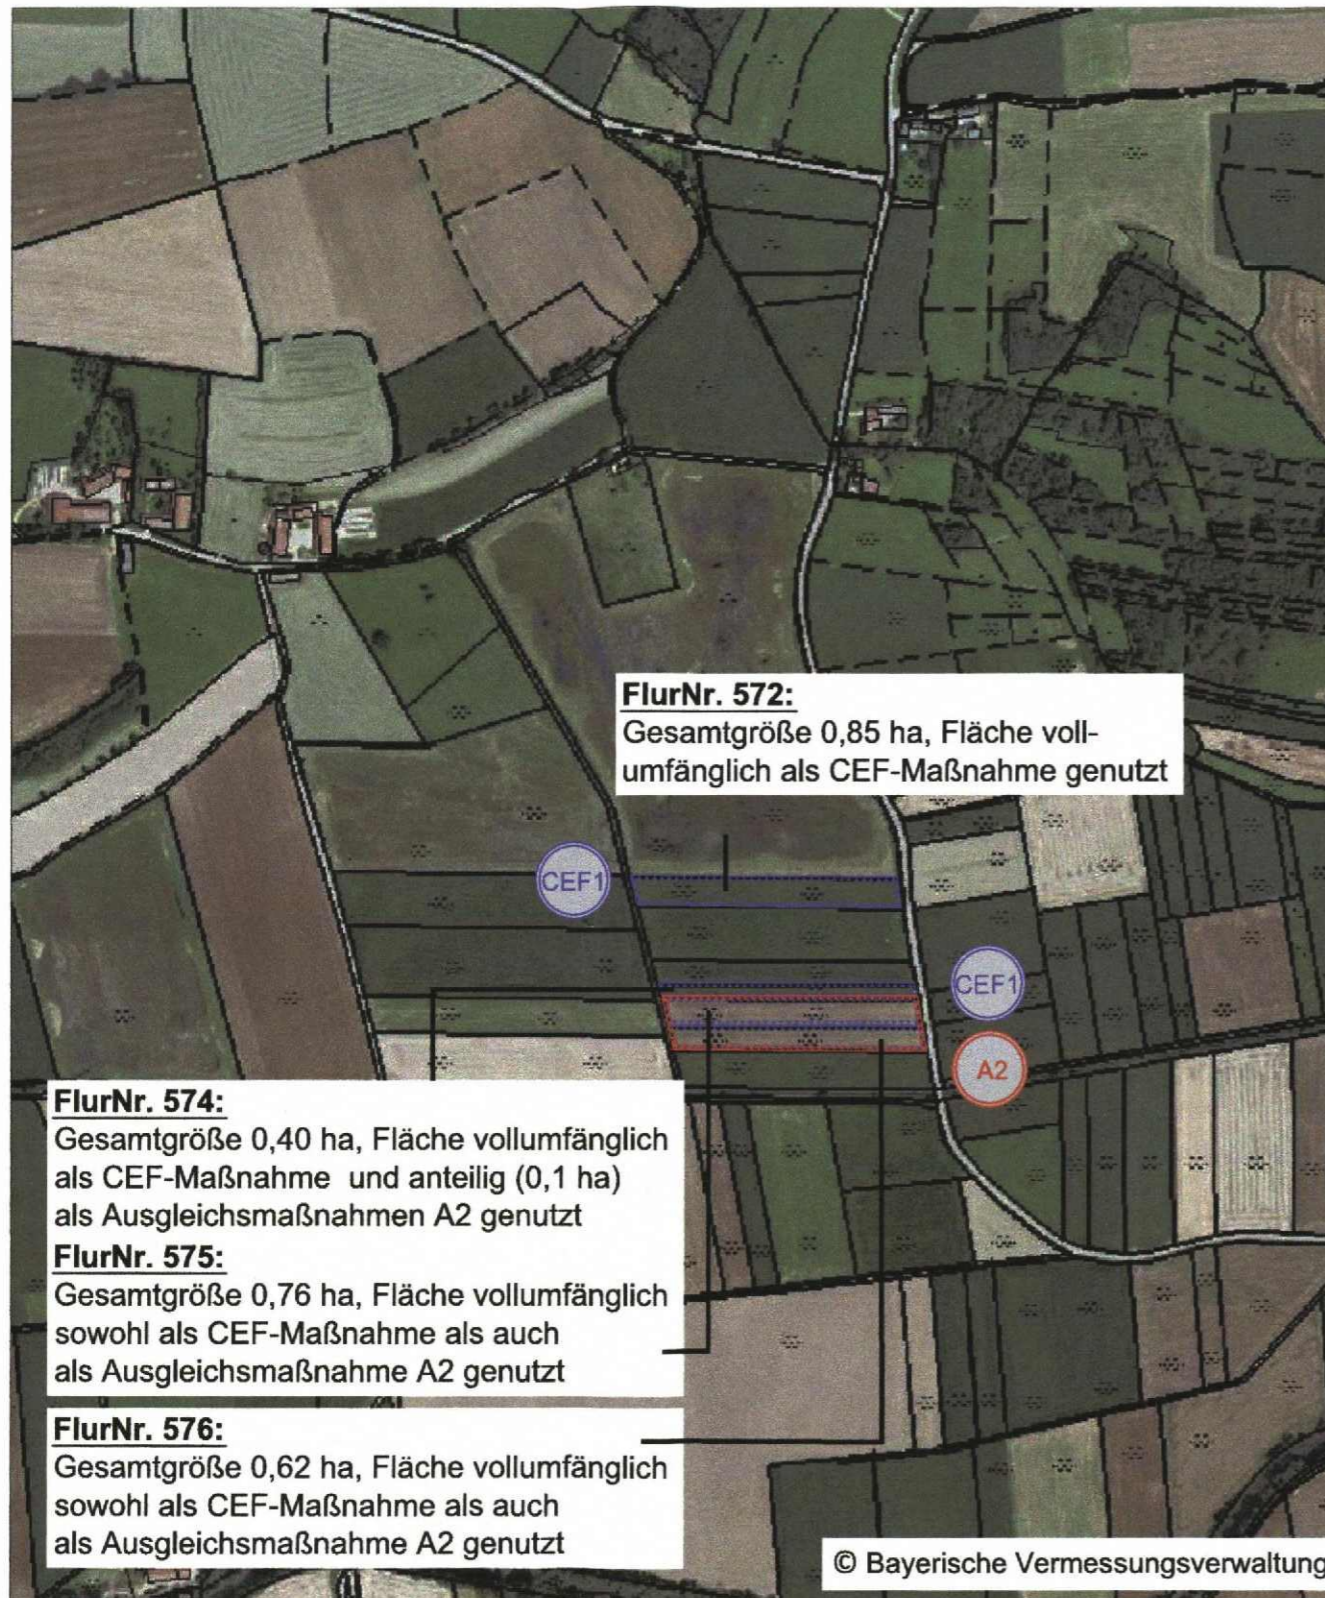 FlurNr. 572:
Gesamtgröße 0,85 ha, Fläche voll-
umfänglich als CEF-Maßnahme genutzt
CEF1
CEF1
A2
FlurNr. 574:
Gesamtgröße 0,40 ha, Fläche vollumfänglich
als CEF-Maßnahme und anteilig (0,1 ha)
als Ausgleichsmaßnahmen A2 genutzt
FlurNr. 575:
Gesamtgröße 0,76 ha, Fläche vollumfänglich
sowohl als CEF-Maßnahme als auch
als Ausgleichsmaßnahme A2 genutzt
FlurNr. 576:
Gesamtgröße 0,62 ha, Fläche vollumfänglich
sowohl als CEF-Maßnahme als auch
als Ausgleichsmaßnahme A2 genutzt
© Bayerische Vermessungsverwaltung